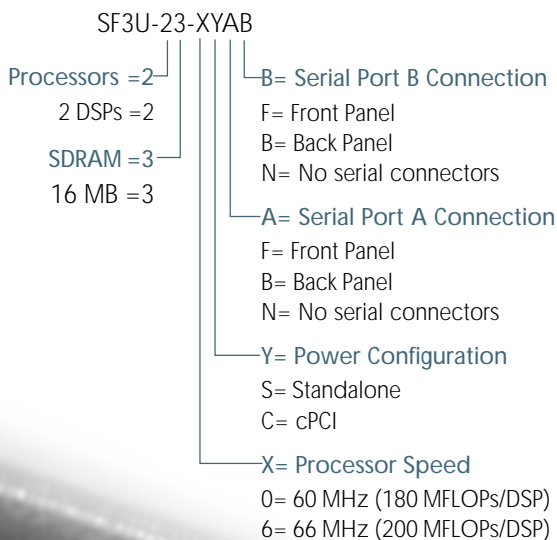 SF3U-23-XYAB
Processors =2
2 DSPs =2
SDRAM =3
16 MB =3
B= Serial Port B Connection
F= Front Panel
B= Back Panel
N= No serial connectors
A= Serial Port A Connection
F= Front Panel
B= Back Panel
N= No serial connectors
Y= Power Configuration
S= Standalone
C= cPCI
X= Processor Speed
0= 60 MHz (180 MFLOPs/DSP)
6= 66 MHz (200 MFLOPs/DSP)